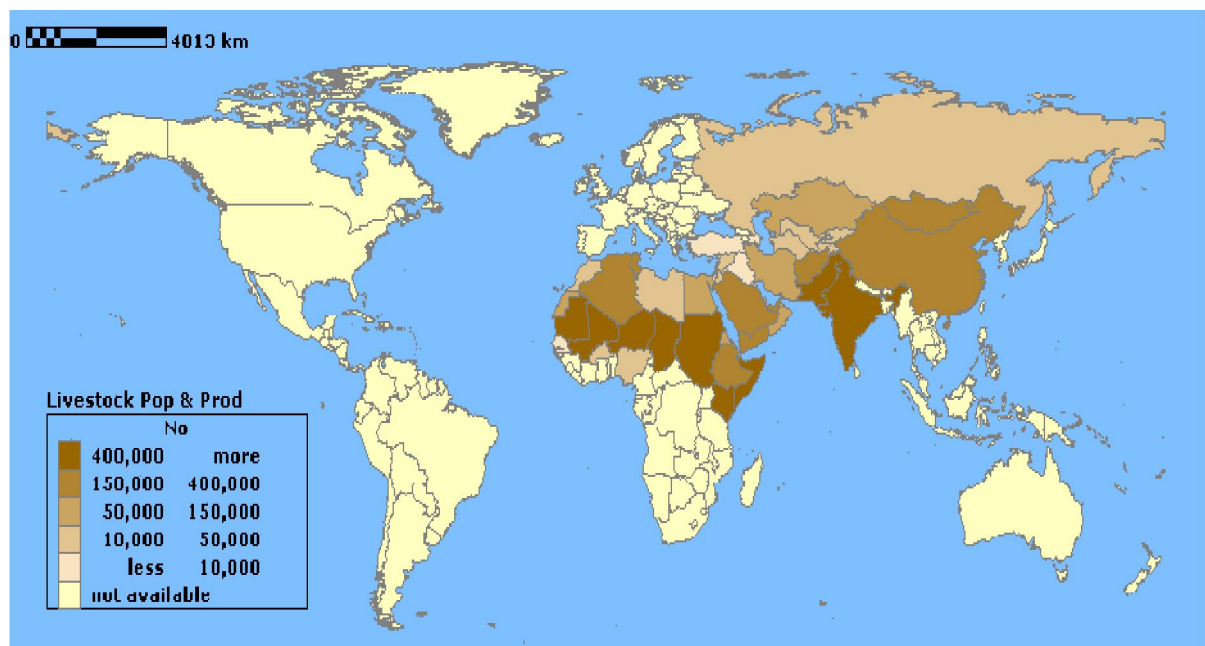 0 4013 km
Livestock Pop & Prod
No
400,000 more
150,000 400,000
50,000 150,000
10,000 50,000
less 10,000
not available